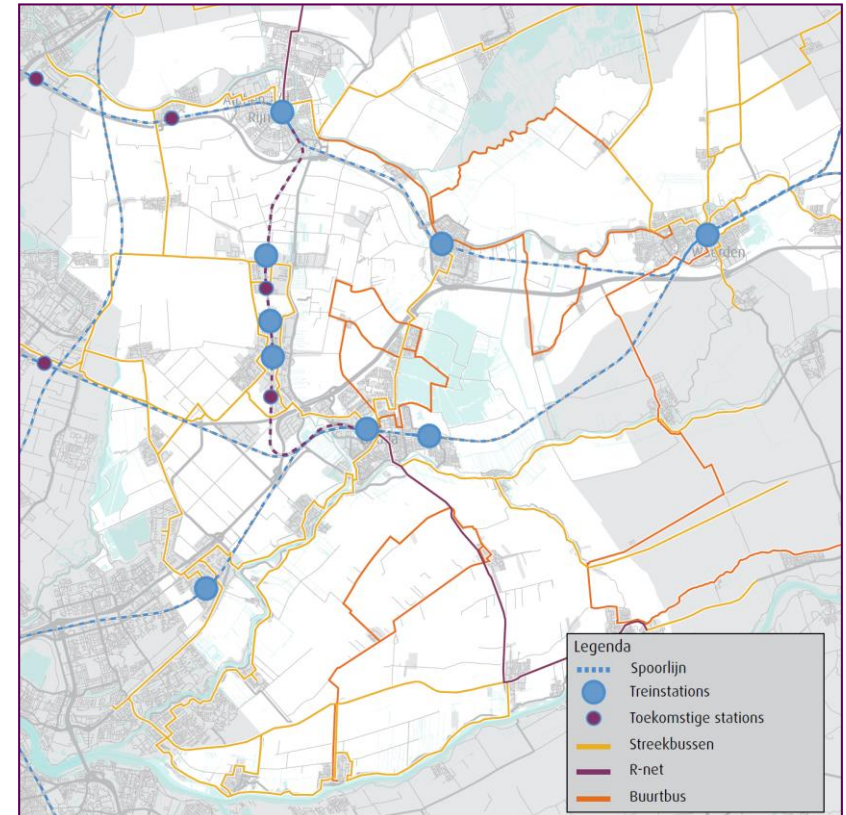 Rijn
Woerden
Legenda
Spoorlijn
Treinstations
Toekomstige stations
Streekbussen
R-net
Buurtbus